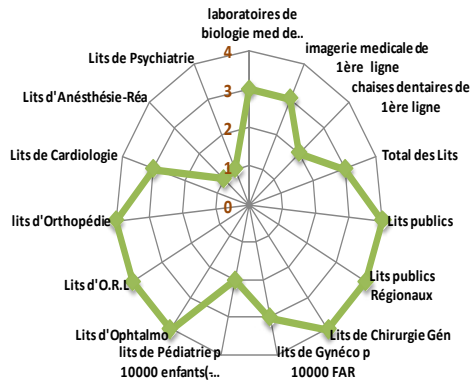 laboratoires de
biologie med de..
imagerie medicale de
1ère ligne
chaises dentaires de
1ère ligne
Total des Lits
Lits publics
Lits publics
Régionaux
Lits de Chirurgie Gén
lits de Gynéco p
10000 FAR
lits de Pédiatrie p
10000 enfants(-...
Lits d'Ophtalmo
Lits d'O.R.L
lits d'Orthopédie
Lits de Cardiologie
Lits d'Anésthésie-Réa
Lits de Psychiatrie
4
3
2
1
0